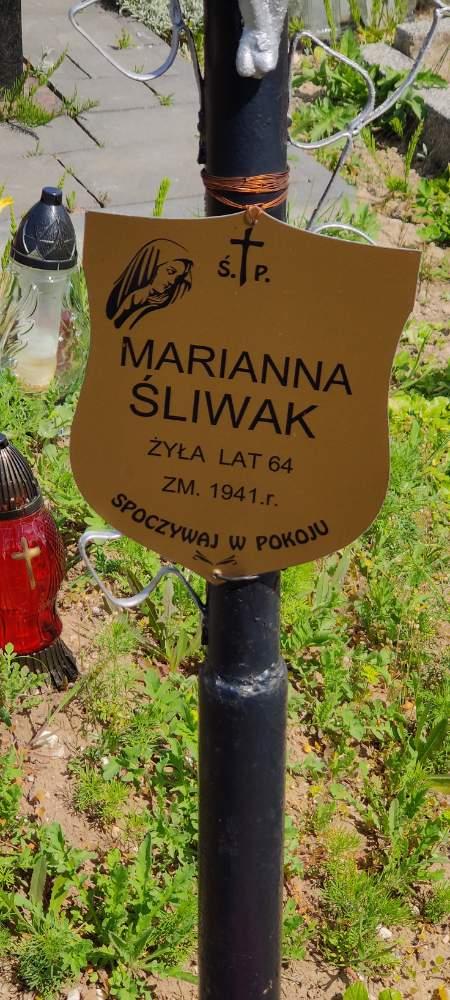 Ś. P.
MARIANNA
ŚLIWAK
ŻYŁA LAT 64
ZM. 1941.r.
SPOCZYWAJ W POKOJU